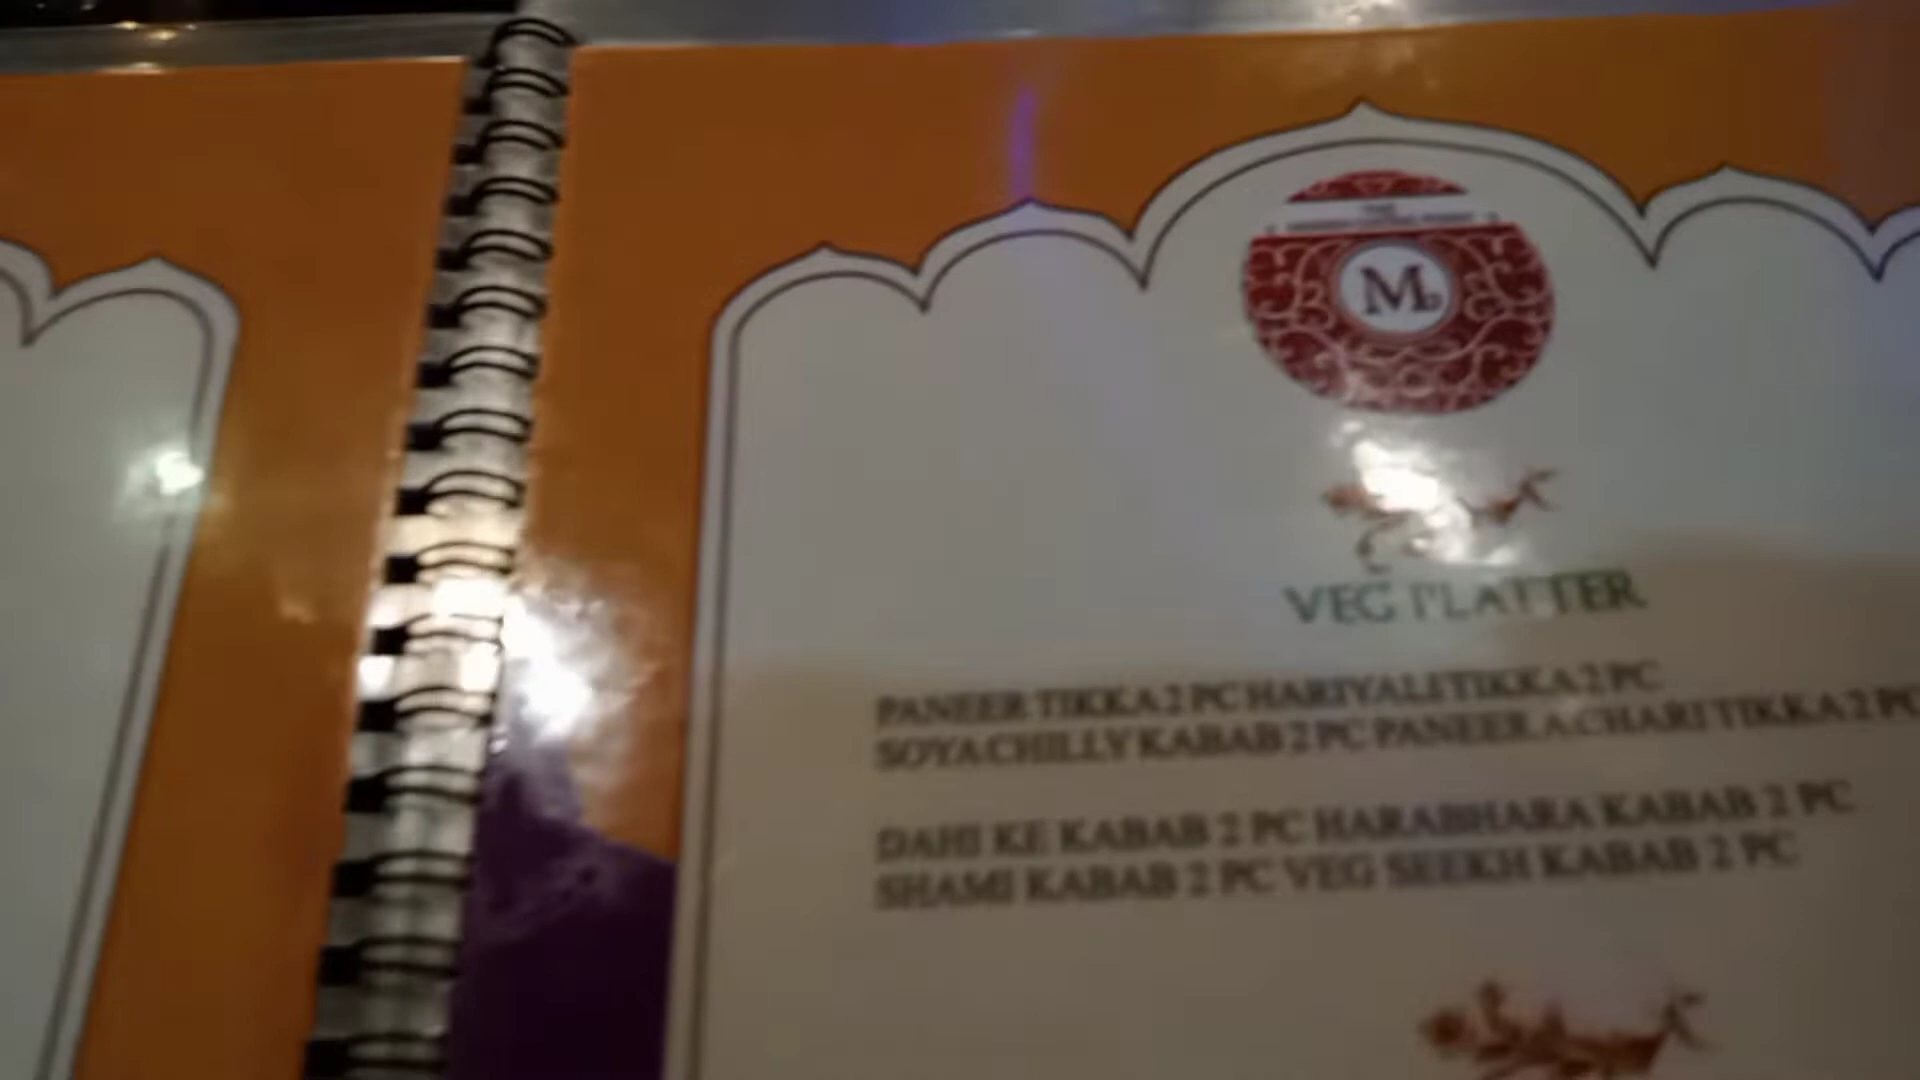 THE
M
VEG PLATTER
PANEER TIKKA 2 PC HARIYALI TIKKA 2 PC
SOYA CHILLY KABAB 2 PC PANEER ACHARI TIKKA 2 PC
DAHI KE KABAB 2 PC HARABHARA KABAB 2 PC
SHAMI KABAB 2 PC VEG SEEKH KABAB 2 PC